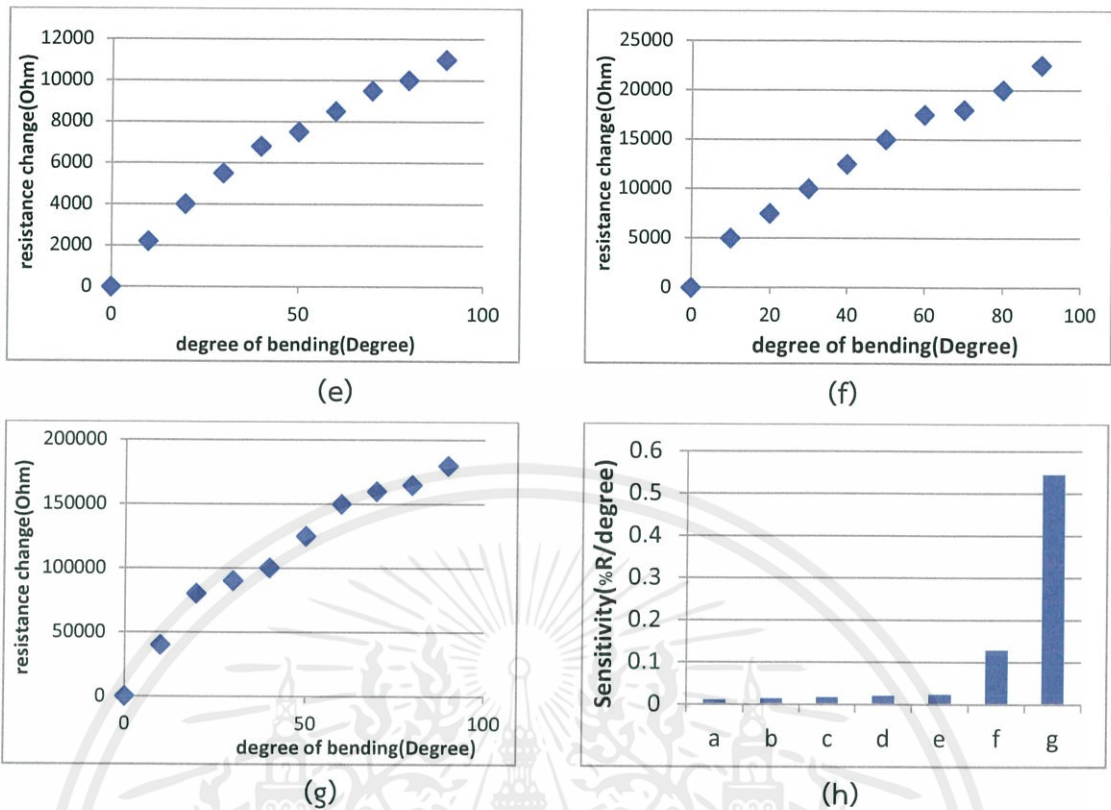 12000
10000
8000
6000
4000
2000
0
resistance change(Ohm)
0 50 100
degree of bending(Degree)
(e)
25000
20000
15000
10000
5000
0
resistance change(Ohm)
0 20 40 60 80 100
degree of bending(Degree)
(f)
200000
150000
100000
50000
0
resistance change(Ohm)
0 50 100
degree of bending(Degree)
(g)
0.6
0.5
0.4
0.3
0.2
0.1
0
Sensitivity(%R/degree)
a b c d e f g
(h)